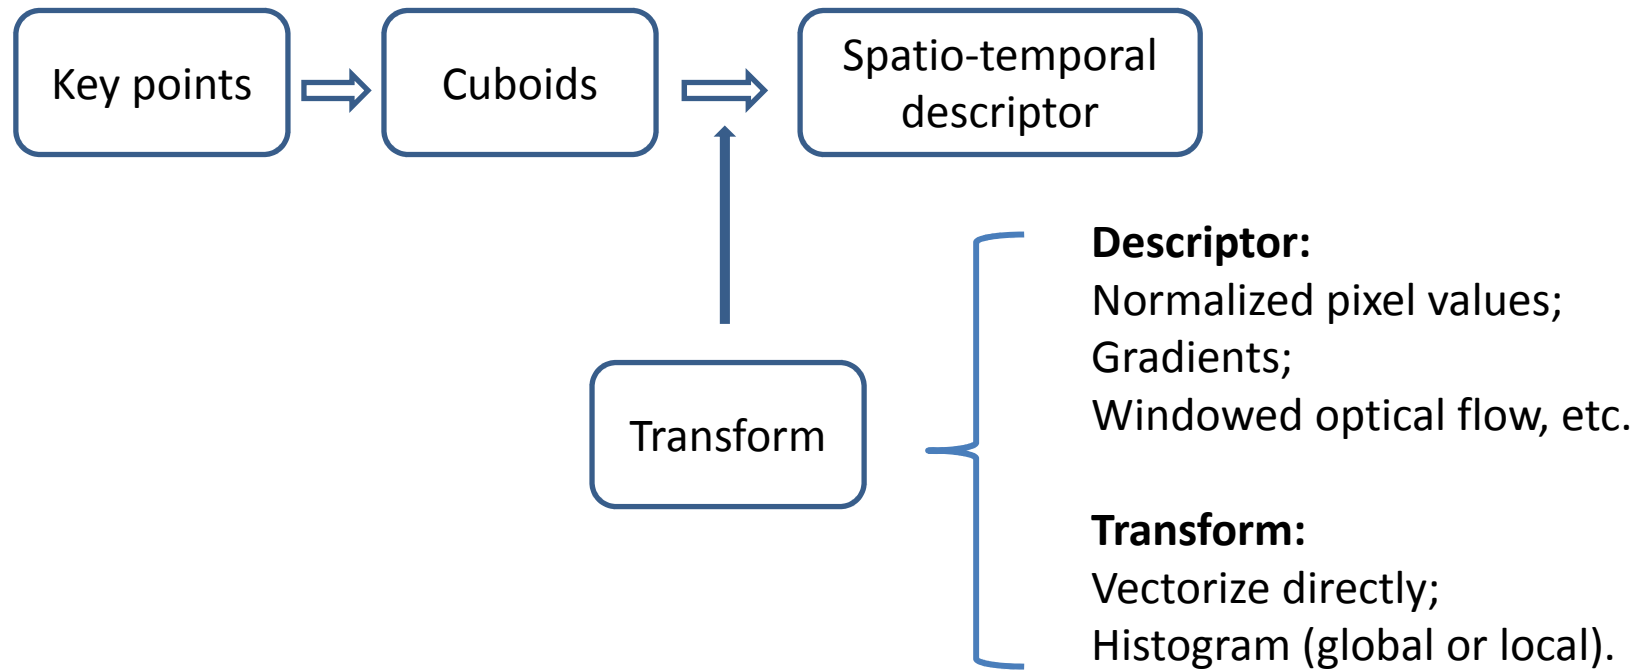 Key points
Cuboids
Spatio-temporal
descriptor
Transform
Descriptor:
Normalized pixel values;
Gradients;
Windowed optical flow, etc.
Transform:
Vectorize directly;
Histogram (global or local).